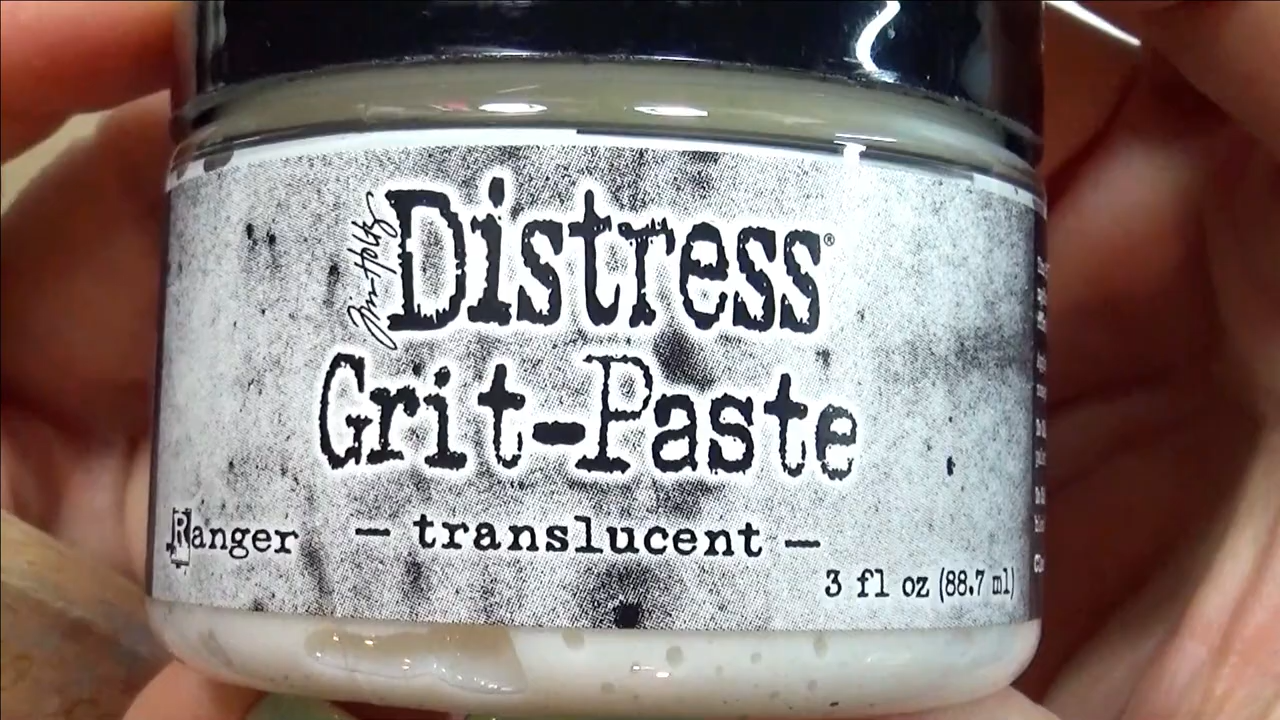 Tim Holtz
Distress®
Grit-Paste
Ranger
— translucent —
3 fl oz (88.7 ml)